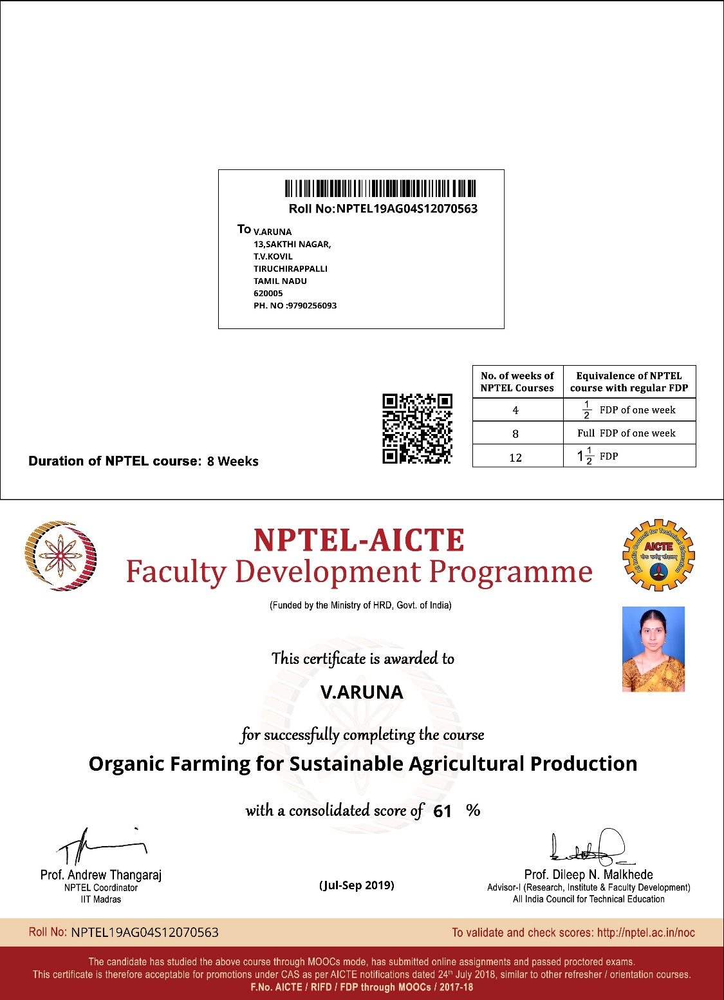 Roll No:NPTEL19AG04S12070563
To V.ARUNA
13,SAKTHI NAGAR,
T.V.KOVIL
TIRUCHIRAPPALLI
TAMIL NADU
620005
PH. NO :9790256093
No. of weeks of NPTEL Courses | Equivalence of NPTEL course with regular FDP
4 | 1/2 FDP of one week
8 | Full FDP of one week
12 | 1 1/2 FDP
Duration of NPTEL course: 8 Weeks
NPTEL-AICTE
Faculty Development Programme
(Funded by the Ministry of HRD, Govt. of India)
All India Council for Technical Education
AICTE
This certificate is awarded to
V.ARUNA
for successfully completing the course
Organic Farming for Sustainable Agricultural Production
with a consolidated score of 61 %
Prof. Andrew Thangaraj
NPTEL Coordinator
IIT Madras
(Jul-Sep 2019)
Prof. Dileep N. Malkhede
Advisor-I (Research, Institute & Faculty Development)
All India Council for Technical Education
Roll No: NPTEL19AG04S12070563
To validate and check scores: http://nptel.ac.in/noc
The candidate has studied the above course through MOOCs mode, has submitted online assignments and passed proctored exams.
This certificate is therefore acceptable for promotions under CAS as per AICTE notifications dated 24th July 2018, similar to other refresher / orientation courses.
F.No. AICTE / RIFD / FDP through MOOCs / 2017-18